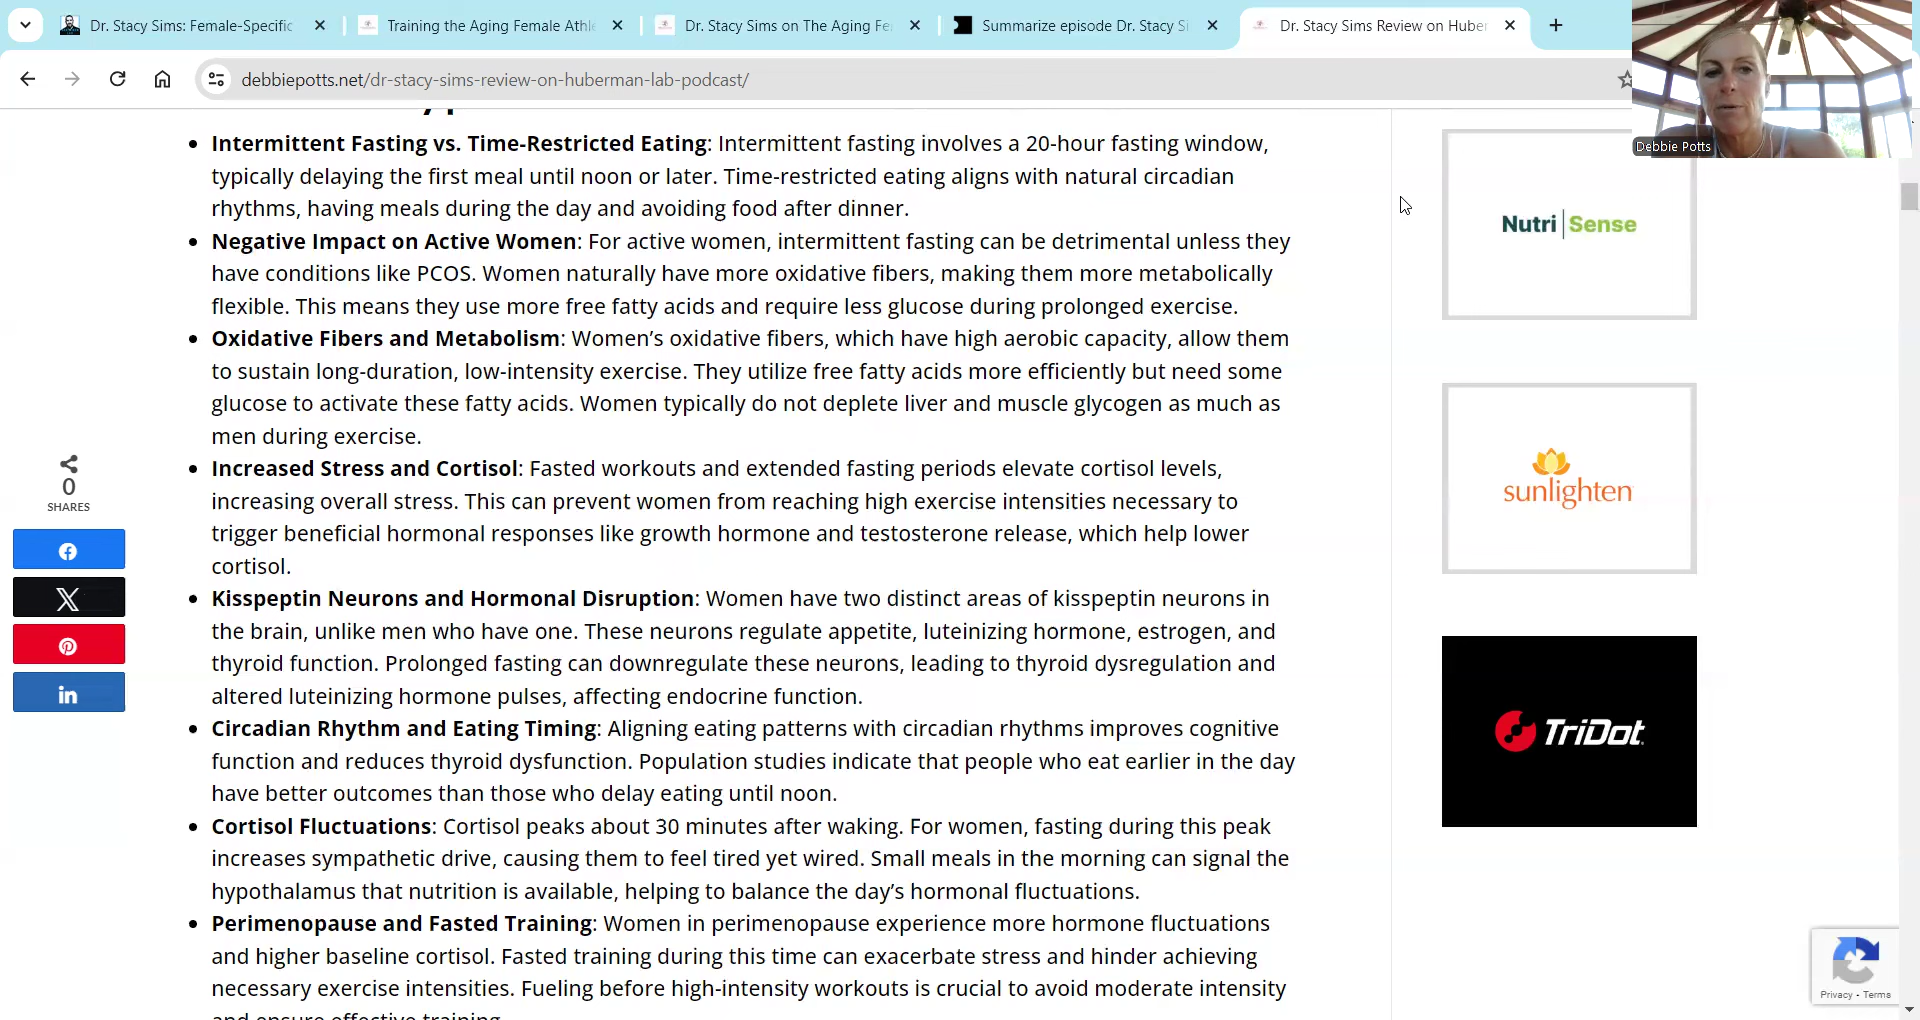 Dr. Stacy Sims: Female-Specific
Training the Aging Female Athle
Dr. Stacy Sims on The Aging Fe
Summarize episode Dr. Stacy Si
Dr. Stacy Sims Review on Huber
debbiepotts.net/dr-stacy-sims-review-on-huberman-lab-podcast/
Debbie Potts
Intermittent Fasting vs. Time-Restricted Eating: Intermittent fasting involves a 20-hour fasting window,
typically delaying the first meal until noon or later. Time-restricted eating aligns with natural circadian
rhythms, having meals during the day and avoiding food after dinner.
Negative Impact on Active Women: For active women, intermittent fasting can be detrimental unless they
have conditions like PCOS. Women naturally have more oxidative fibers, making them more metabolically
flexible. This means they use more free fatty acids and require less glucose during prolonged exercise.
Oxidative Fibers and Metabolism: Women’s oxidative fibers, which have high aerobic capacity, allow them
to sustain long-duration, low-intensity exercise. They utilize free fatty acids more efficiently but need some
glucose to activate these fatty acids. Women typically do not deplete liver and muscle glycogen as much as
men during exercise.
Increased Stress and Cortisol: Fasted workouts and extended fasting periods elevate cortisol levels,
increasing overall stress. This can prevent women from reaching high exercise intensities necessary to
trigger beneficial hormonal responses like growth hormone and testosterone release, which help lower
cortisol.
Kisspeptin Neurons and Hormonal Disruption: Women have two distinct areas of kisspeptin neurons in
the brain, unlike men who have one. These neurons regulate appetite, luteinizing hormone, estrogen, and
thyroid function. Prolonged fasting can downregulate these neurons, leading to thyroid dysregulation and
altered luteinizing hormone pulses, affecting endocrine function.
Circadian Rhythm and Eating Timing: Aligning eating patterns with circadian rhythms improves cognitive
function and reduces thyroid dysfunction. Population studies indicate that people who eat earlier in the day
have better outcomes than those who delay eating until noon.
Cortisol Fluctuations: Cortisol peaks about 30 minutes after waking. For women, fasting during this peak
increases sympathetic drive, causing them to feel tired yet wired. Small meals in the morning can signal the
hypothalamus that nutrition is available, helping to balance the day’s hormonal fluctuations.
Perimenopause and Fasted Training: Women in perimenopause experience more hormone fluctuations
and higher baseline cortisol. Fasted training during this time can exacerbate stress and hinder achieving
necessary exercise intensities. Fueling before high-intensity workouts is crucial to avoid moderate intensity
and ensure effective training.
0
SHARES
Nutri|Sense
sunlighten
TriDot
Privacy - Terms